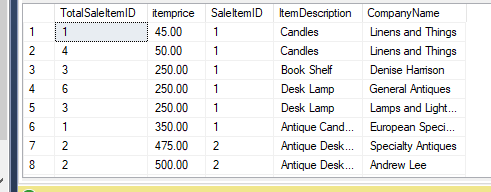 TotalSaleItemID itemprice SaleItemID ItemDescription CompanyName
1 1 45.00 1 Candles Linens and Things
2 4 50.00 1 Candles Linens and Things
3 3 250.00 1 Book Shelf Denise Harrison
4 6 250.00 1 Desk Lamp General Antiques
5 3 250.00 1 Desk Lamp Lamps and Light...
6 1 350.00 1 Antique Cand... European Speci...
7 2 475.00 2 Antique Desk... Specialty Antiques
8 2 500.00 2 Antique Desk... Andrew Lee